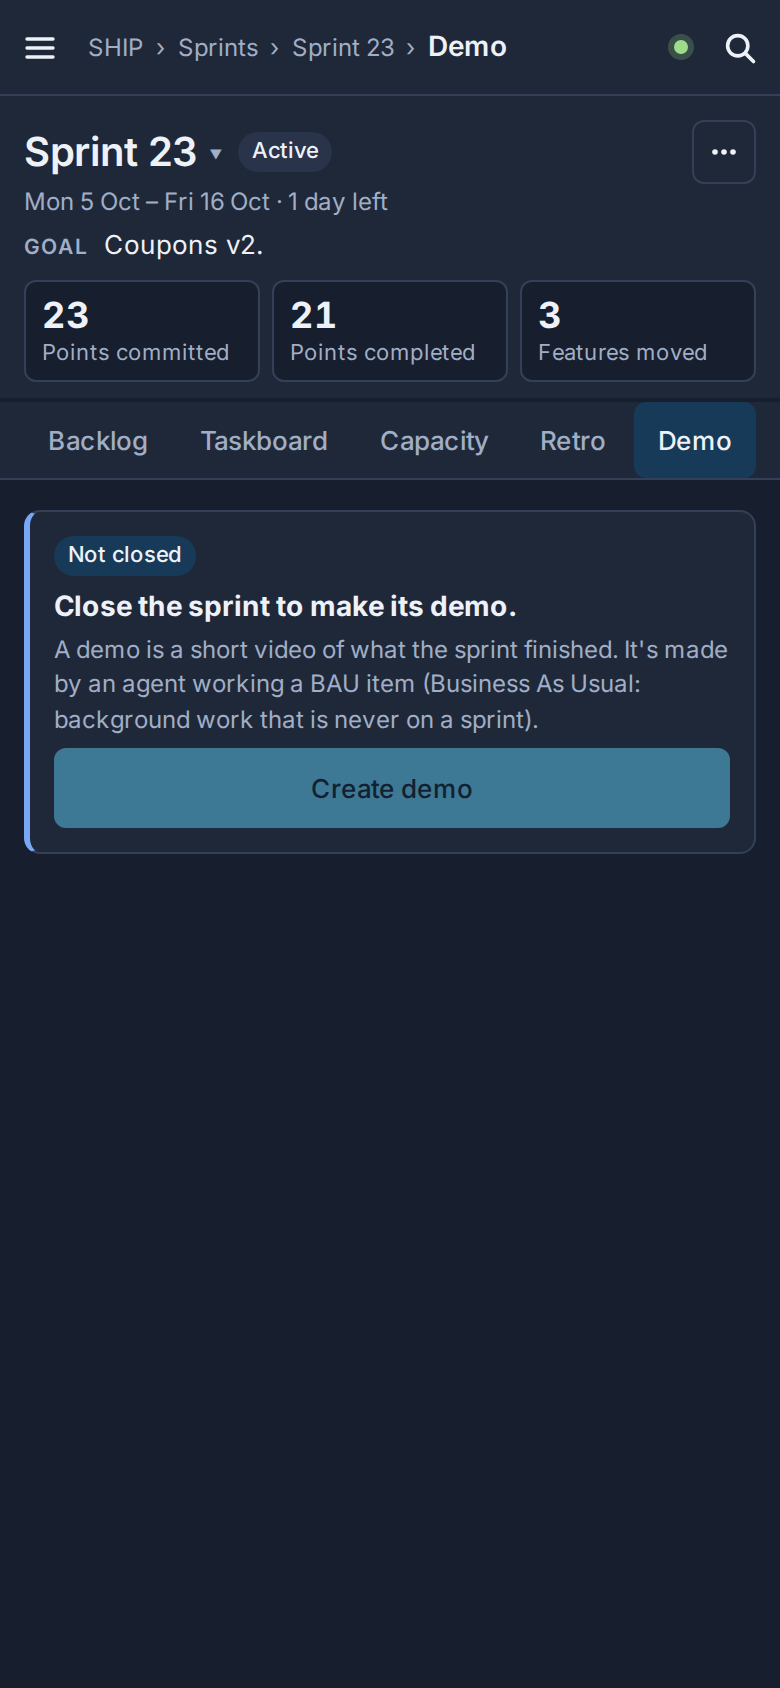 SHIP › Sprints › Sprint 23 › Demo
Sprint 23 ▾ Active
Mon 5 Oct – Fri 16 Oct · 1 day left
GOAL Coupons v2.
23 21 3
Points committed Points completed Features moved
Backlog Taskboard Capacity Retro Demo
Not closed
Close the sprint to make its demo.
A demo is a short video of what the sprint finished. It's made
by an agent working a BAU item (Business As Usual:
background work that is never on a sprint).
Create demo